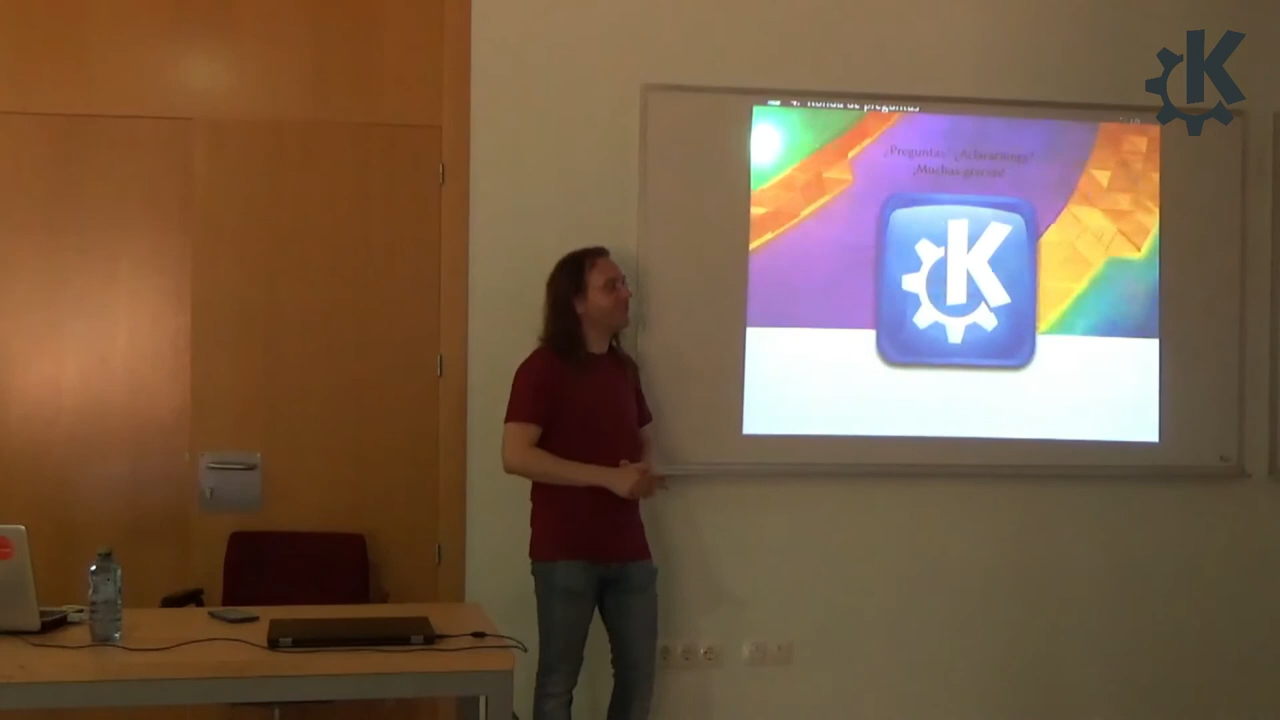 4. Ronda de preguntas
¿Preguntas? ¿Aclaraciones?
¡Muchas gracias!
K
K